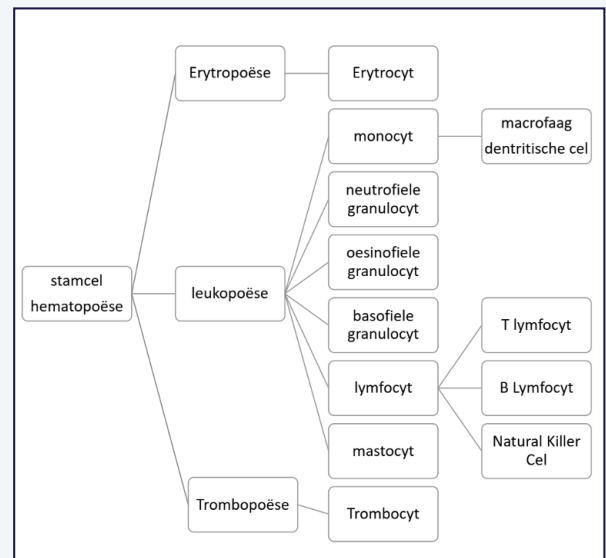 stamcel
hematopoëse
Erytropoëse
Erytrocyt
leukopoëse
monocyt
macrofaag
dentritische cel
neutrofiele
granulocyt
oesinofiele
granulocyt
basofiele
granulocyt
lymfocyt
T lymfocyt
B Lymfocyt
Natural Killer
Cel
mastocyt
Trombopoëse
Trombocyt